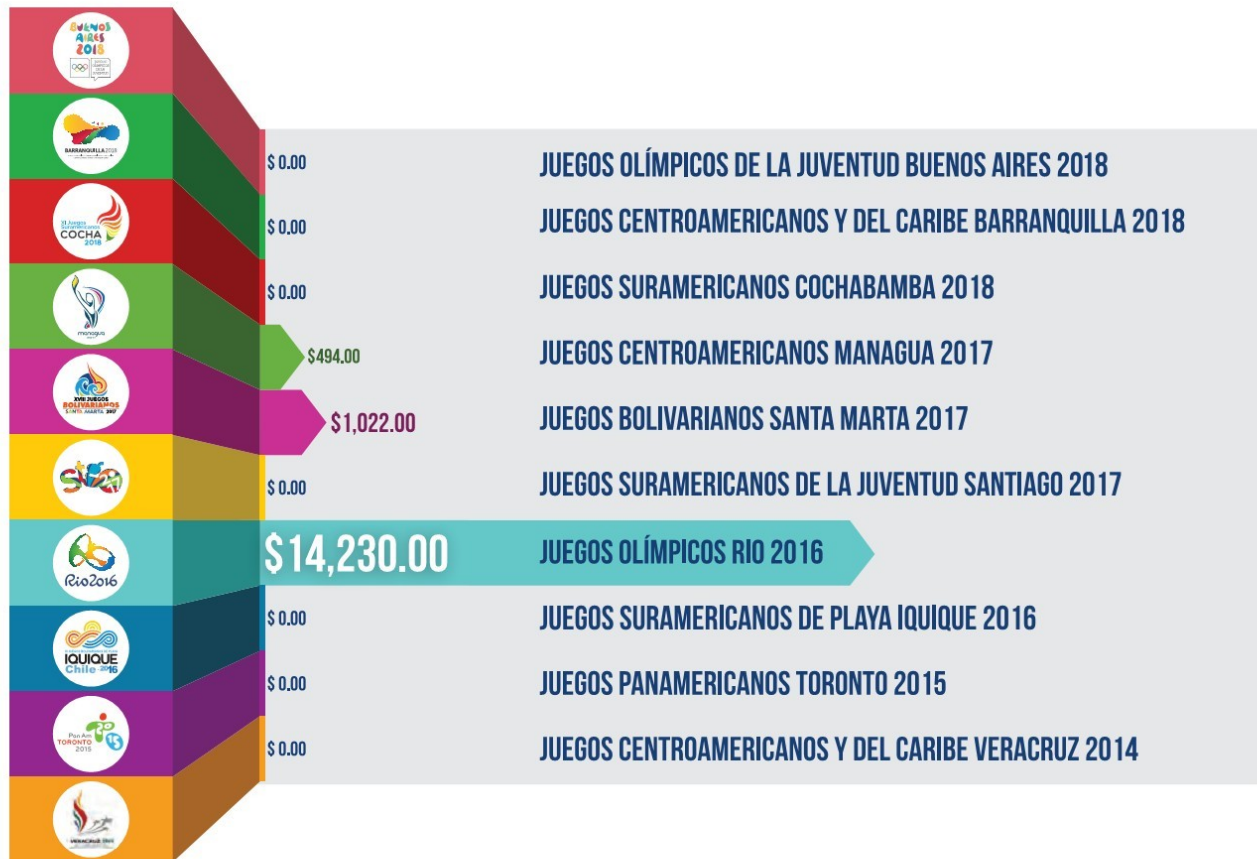 BUENOS
AIRES
2018
BARRANQUILLA 2018
XI Juegos
Suramericanos
COCHA
2018
managua
XVIII JUEGOS
BOLIVARIANOS
SANTA MARTA 2017
Rio2016
IQUIQUE
Chile 2016
Pan Am
TORONTO
2015
15
VERACRUZ
$ 0.00 JUEGOS OLÍMPICOS DE LA JUVENTUD BUENOS AIRES 2018
$ 0.00 JUEGOS CENTROAMERICANOS Y DEL CARIBE BARRANQUILLA 2018
$ 0.00 JUEGOS SURAMERICANOS COCHABAMBA 2018
$494.00 JUEGOS CENTROAMERICANOS MANAGUA 2017
$1,022.00 JUEGOS BOLIVARIANOS SANTA MARTA 2017
$ 0.00 JUEGOS SURAMERICANOS DE LA JUVENTUD SANTIAGO 2017
$14,230.00 JUEGOS OLÍMPICOS RIO 2016
$ 0.00 JUEGOS SURAMERICANOS DE PLAYA IQUIQUE 2016
$ 0.00 JUEGOS PANAMERICANOS TORONTO 2015
$ 0.00 JUEGOS CENTROAMERICANOS Y DEL CARIBE VERACRUZ 2014